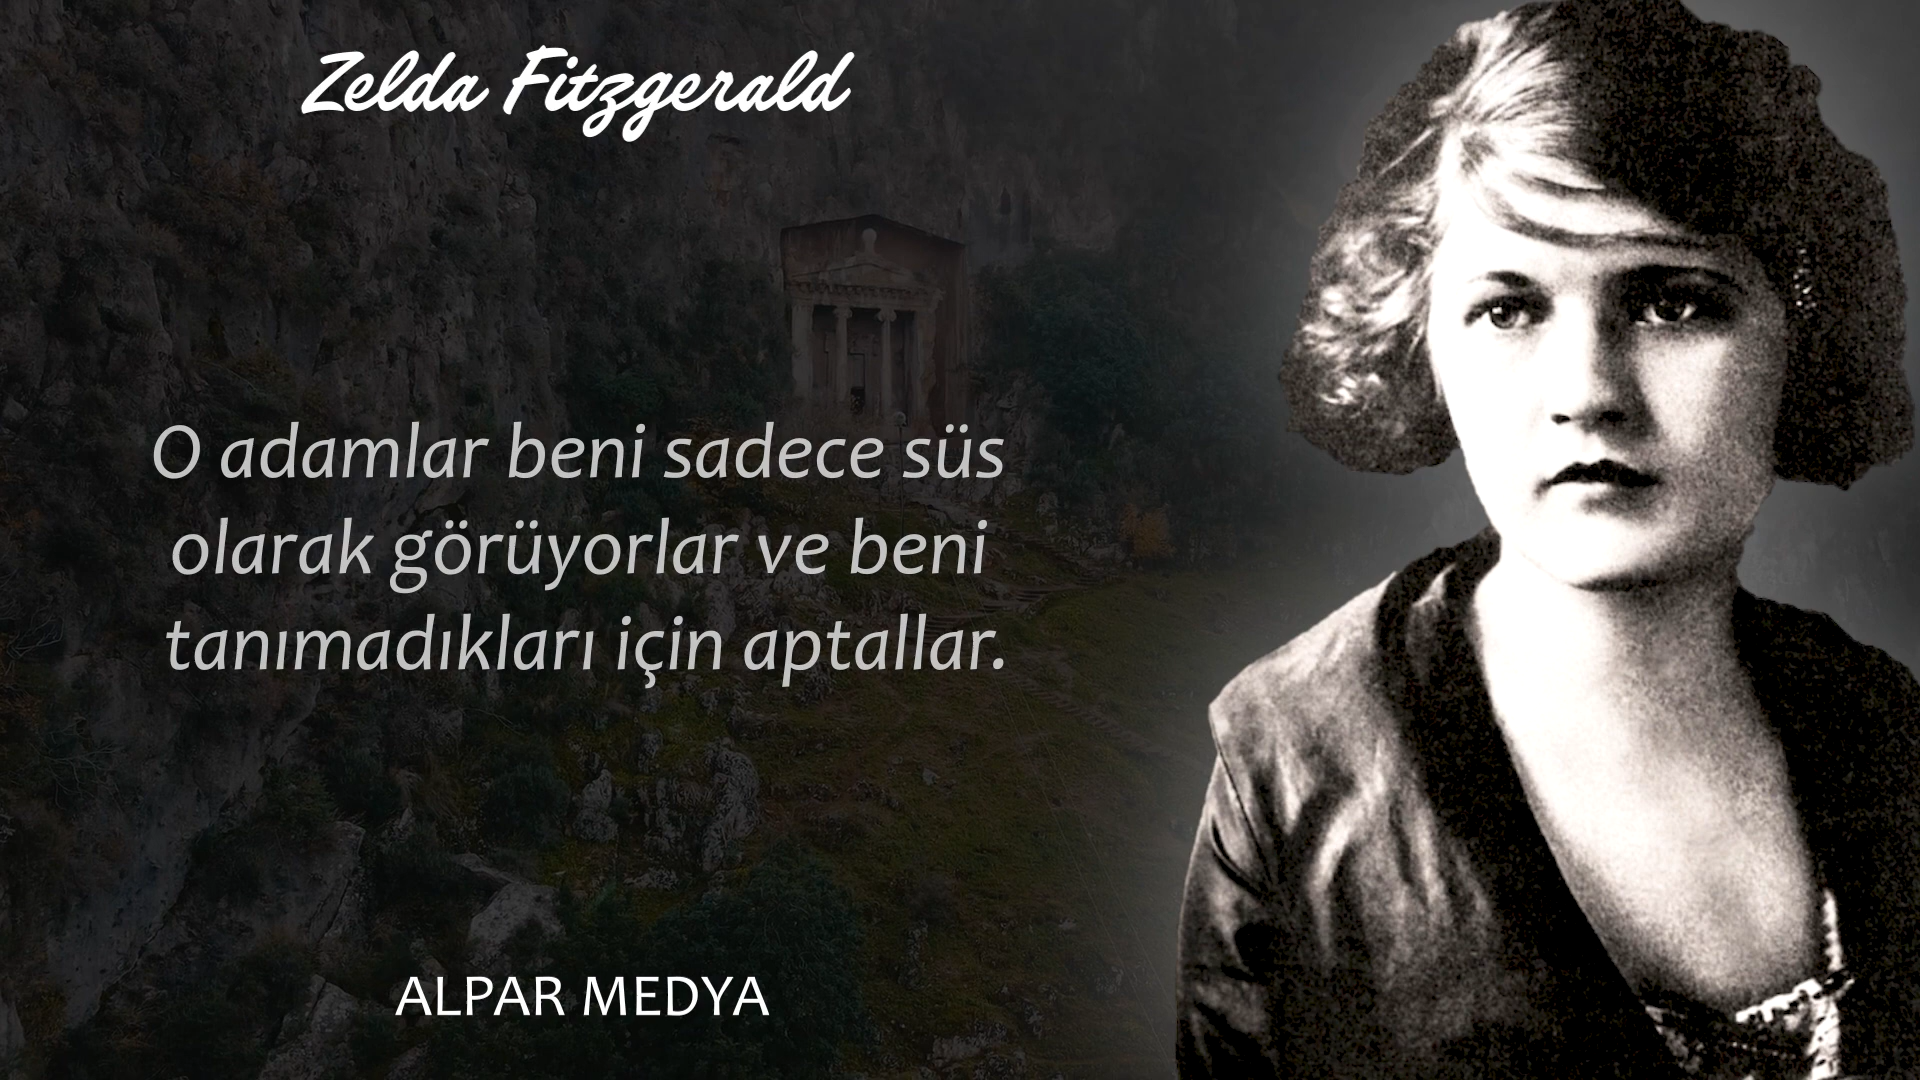 Zelda Fitzgerald
O adamlar beni sadece süs
olarak görüyorlar ve beni
tanımadıkları için aptallar.
ALPAR MEDYA